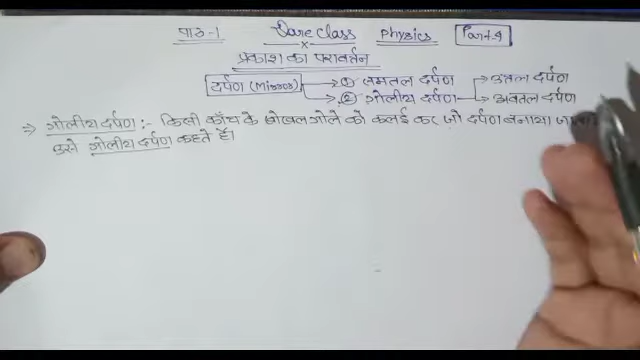 पाठ-1 Dare Class Physics Part-4
प्रकाश का परावर्तन
दर्पण (Mirror) → ① समतल दर्पण → उत्तल दर्पण
→ ② गोलीय दर्पण → अवतल दर्पण
⇒ गोलीय दर्पण :- किसी काँच के खोखले गोले को कलई कर जो दर्पण बनाया
उसे गोलीय दर्पण कहते हैं।